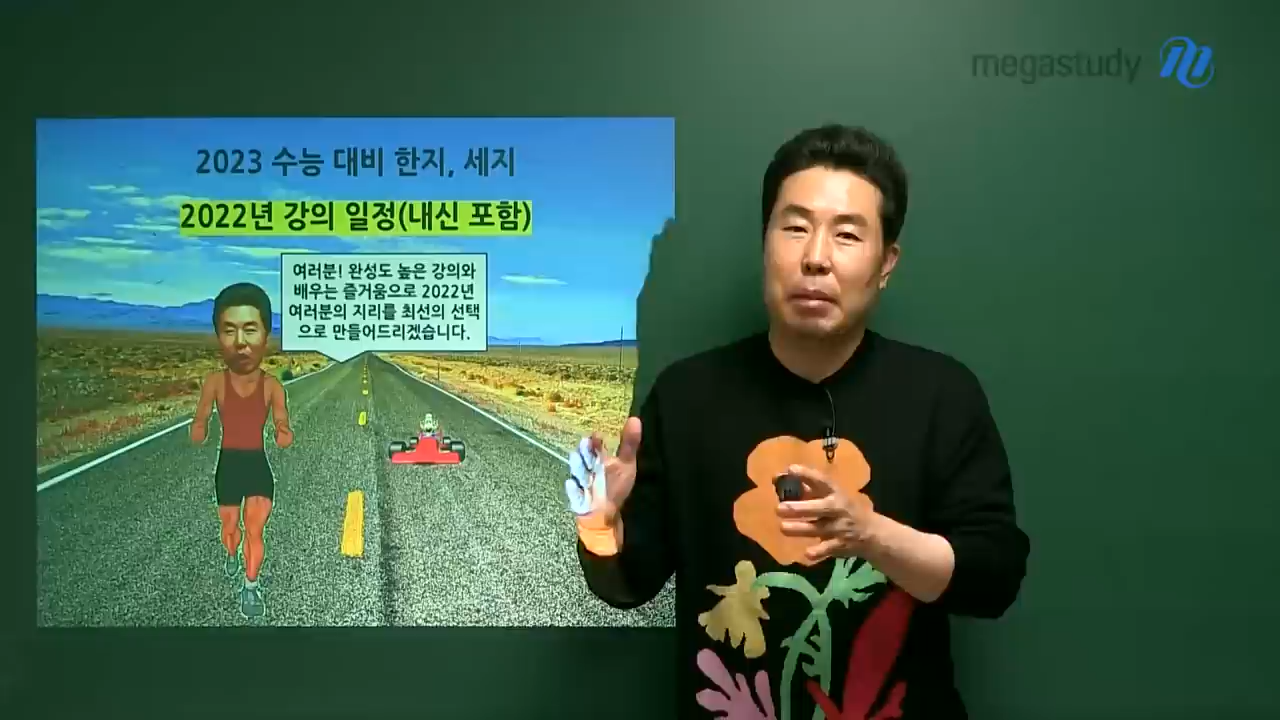 megastudy
2023 수능 대비 한지, 세지
2022년 강의 일정(내신 포함)
여러분! 완성도 높은 강의와
배우는 즐거움으로 2022년
여러분의 지리를 최선의 선택
으로 만들어드리겠습니다.